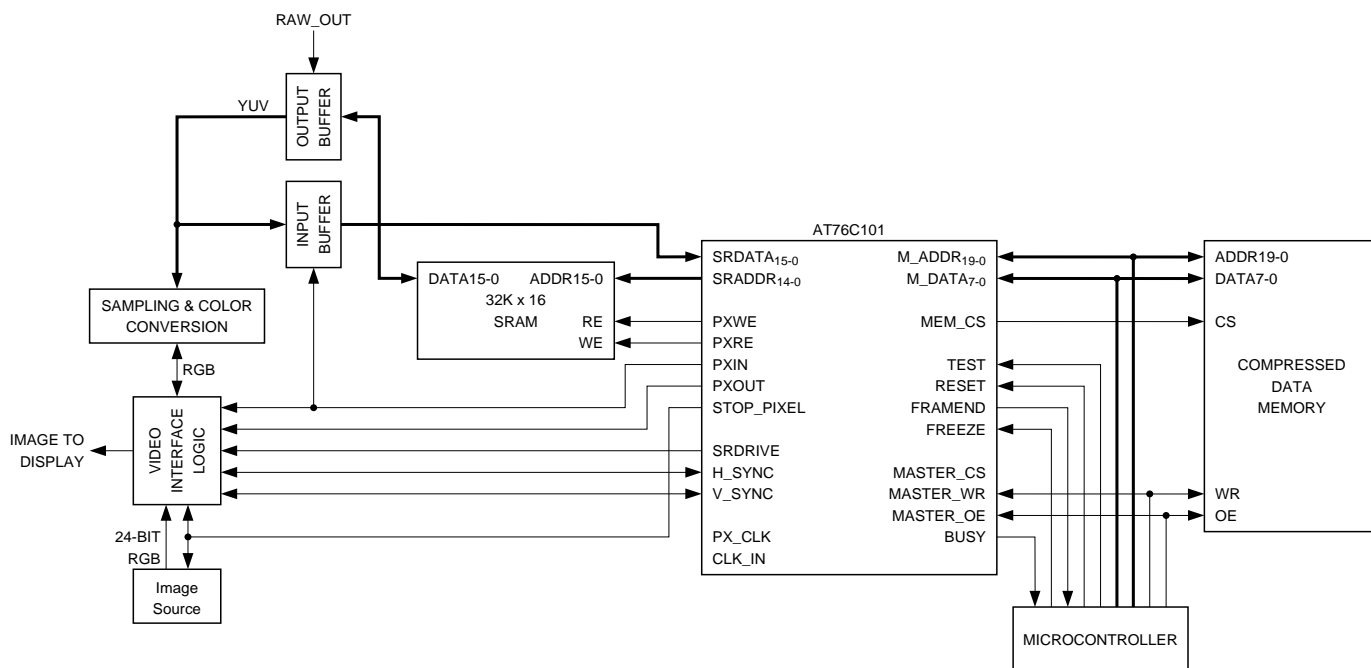 RAW_OUT
YUV
OUTPUT
BUFFER
INPUT
BUFFER
SAMPLING & COLOR
CONVERSION
RGB
VIDEO
INTERFACE
LOGIC
IMAGE TO
DISPLAY
24-BIT
RGB
Image
Source
DATA15-0 ADDR15-0
32K x 16
SRAM
RE
WE
AT76C101
SRDATA15-0
SRADDR14-0
PXWE
PXRE
PXIN
PXOUT
STOP_PIXEL
SRDRIVE
H_SYNC
V_SYNC
PX_CLK
CLK_IN
M_ADDR19-0
M_DATA7-0
MEM_CS
TEST
RESET
FRAMEND
FREEZE
MASTER_CS
MASTER_WR
MASTER_OE
BUSY
ADDR19-0
DATA7-0
CS
COMPRESSED
DATA
MEMORY
WR
OE
MICROCONTROLLER